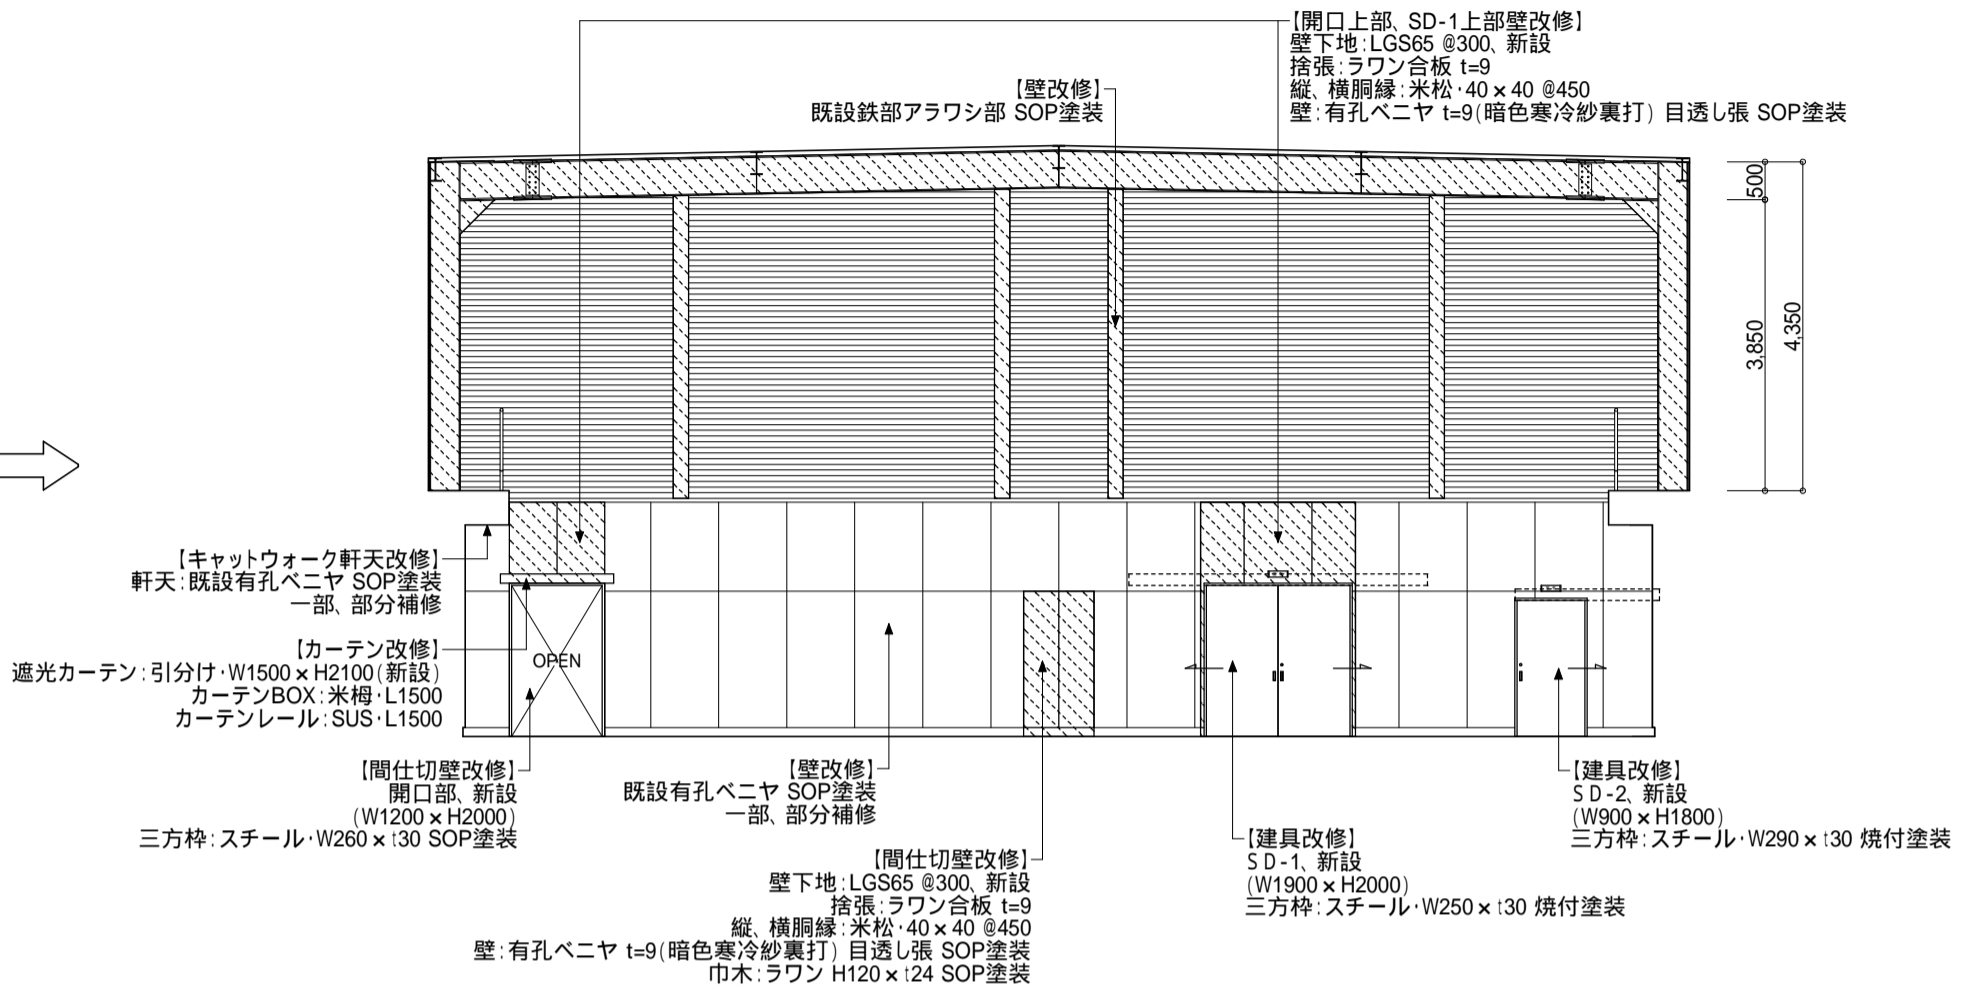 【開口上部、SD-1上部壁改修】
壁下地:LGS65 @300、新設
捨張:ラワン合板 t=9
縦、横胴縁:米松・40×40 @450
壁:有孔ベニヤ t=9(暗色寒冷紗裏打) 目透し張 SOP塗装
【壁改修】
既設鉄部アラワシ部 SOP塗装
500
3,850
4,350
【キャットウォーク軒天改修】
軒天:既設有孔ベニヤ SOP塗装
一部、部分補修
【カーテン改修】
遮光カーテン:引分け・W1500×H2100(新設)
カーテンBOX:米栂・L1500
カーテンレール:SUS・L1500
OPEN
【間仕切壁改修】
開口部、新設
(W1200×H2000)
三方枠:スチール・W260×t30 SOP塗装
【壁改修】
既設有孔ベニヤ SOP塗装
一部、部分補修
【間仕切壁改修】
壁下地:LGS65 @300、新設
捨張:ラワン合板 t=9
縦、横胴縁:米松・40×40 @450
壁:有孔ベニヤ t=9(暗色寒冷紗裏打) 目透し張 SOP塗装
巾木:ラワン H120×t24 SOP塗装
【建具改修】
SD-1、新設
(W1900×H2000)
三方枠:スチール・W250×t30 焼付塗装
【建具改修】
SD-2、新設
(W900×H1800)
三方枠:スチール・W290×t30 焼付塗装